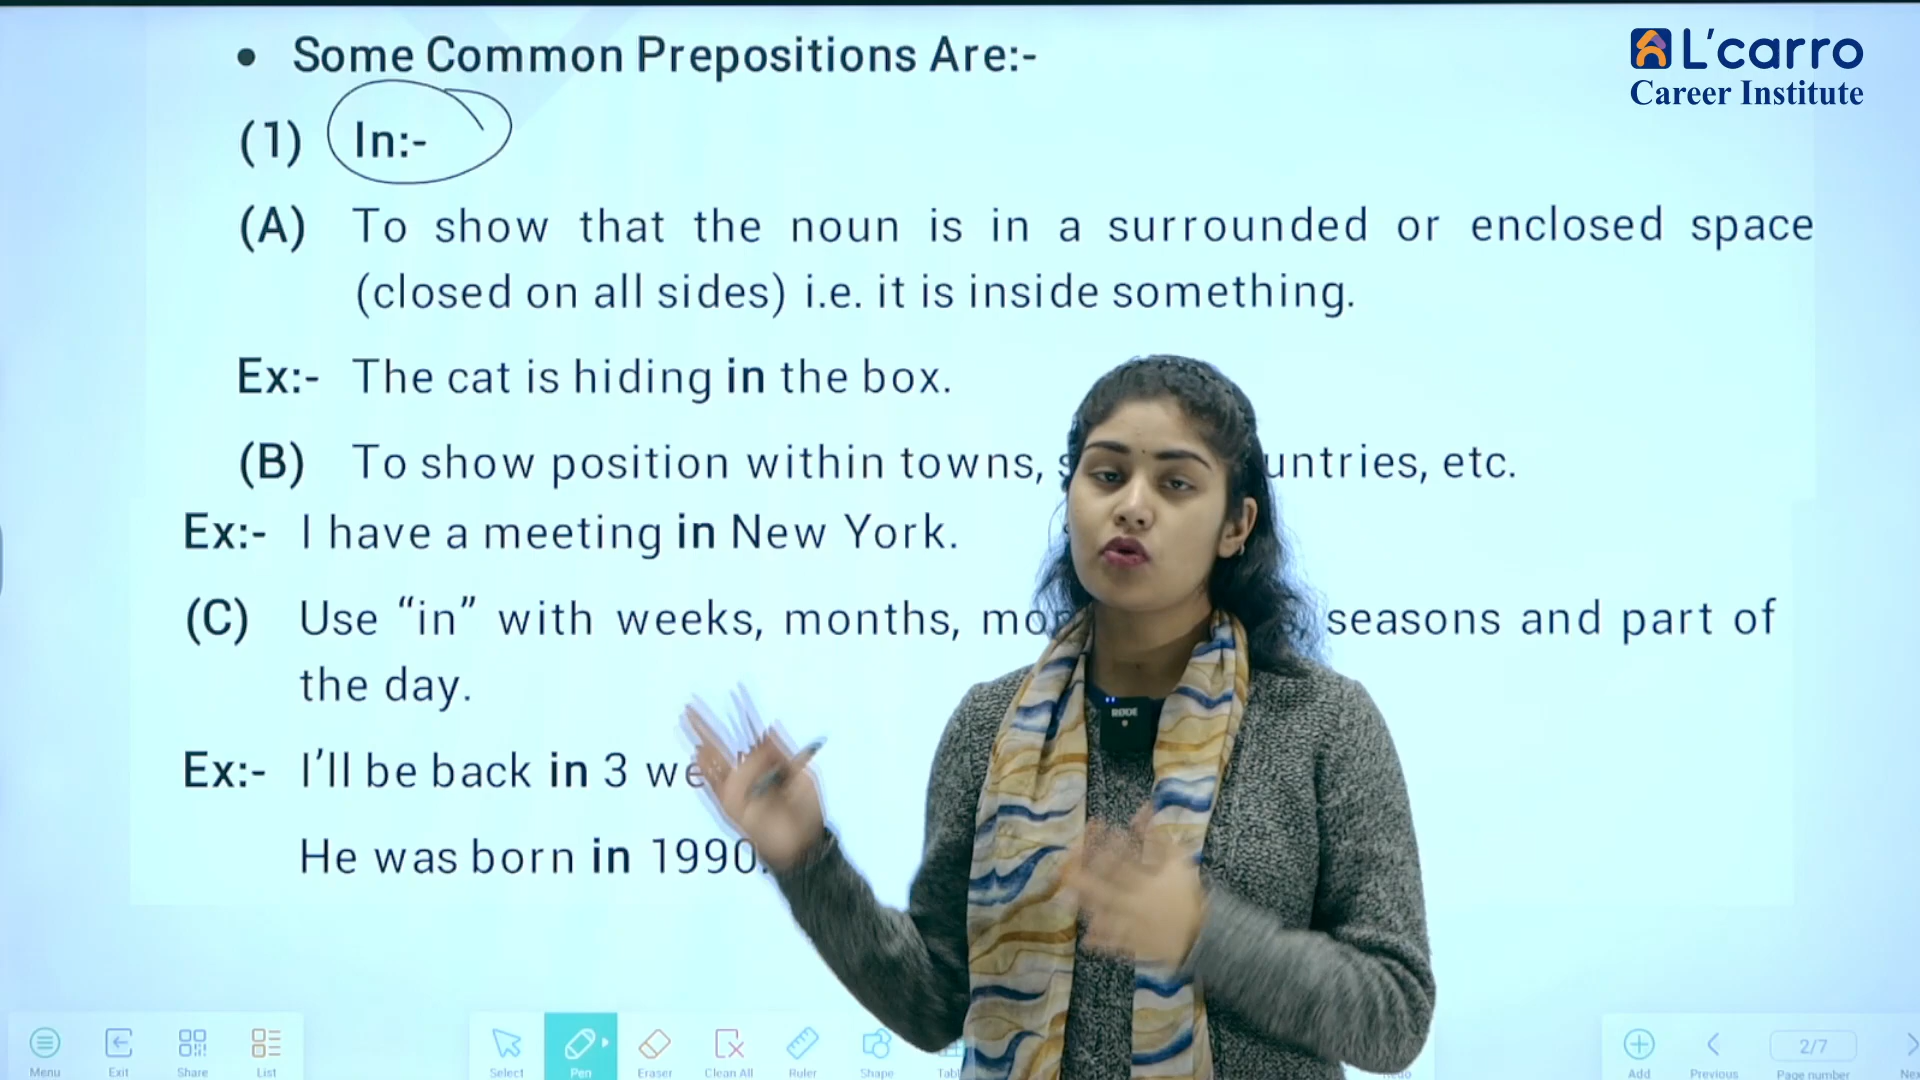 L'carro
Career Institute
• Some Common Prepositions Are:-
(1) In:-
(A) To show that the noun is in a surrounded or enclosed space
(closed on all sides) i.e. it is inside something.
Ex:- The cat is hiding in the box.
(B) To show position within towns, etc.
Ex:- I have a meeting in New York.
(C) Use “in” with weeks, months, seasons and part of
the day.
Ex:- I'll be back in 3
He was born in 1990.
RØDE
Menu Exit Share List Select Pen Eraser Clean All Ruler Shape Add Previous Page number
2/7